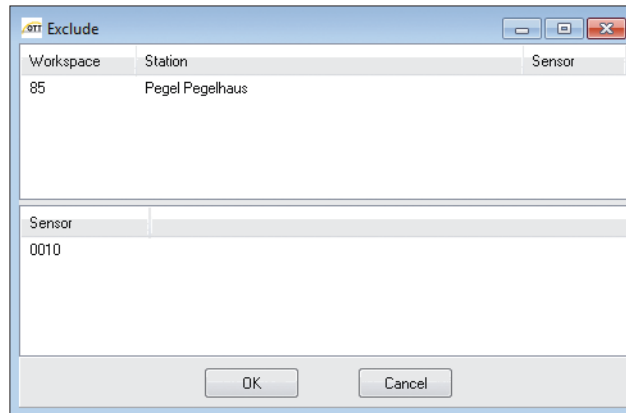 OTT Exclude
Workspace Station Sensor
85 Pegel Pegelhaus
Sensor
0010
OK Cancel